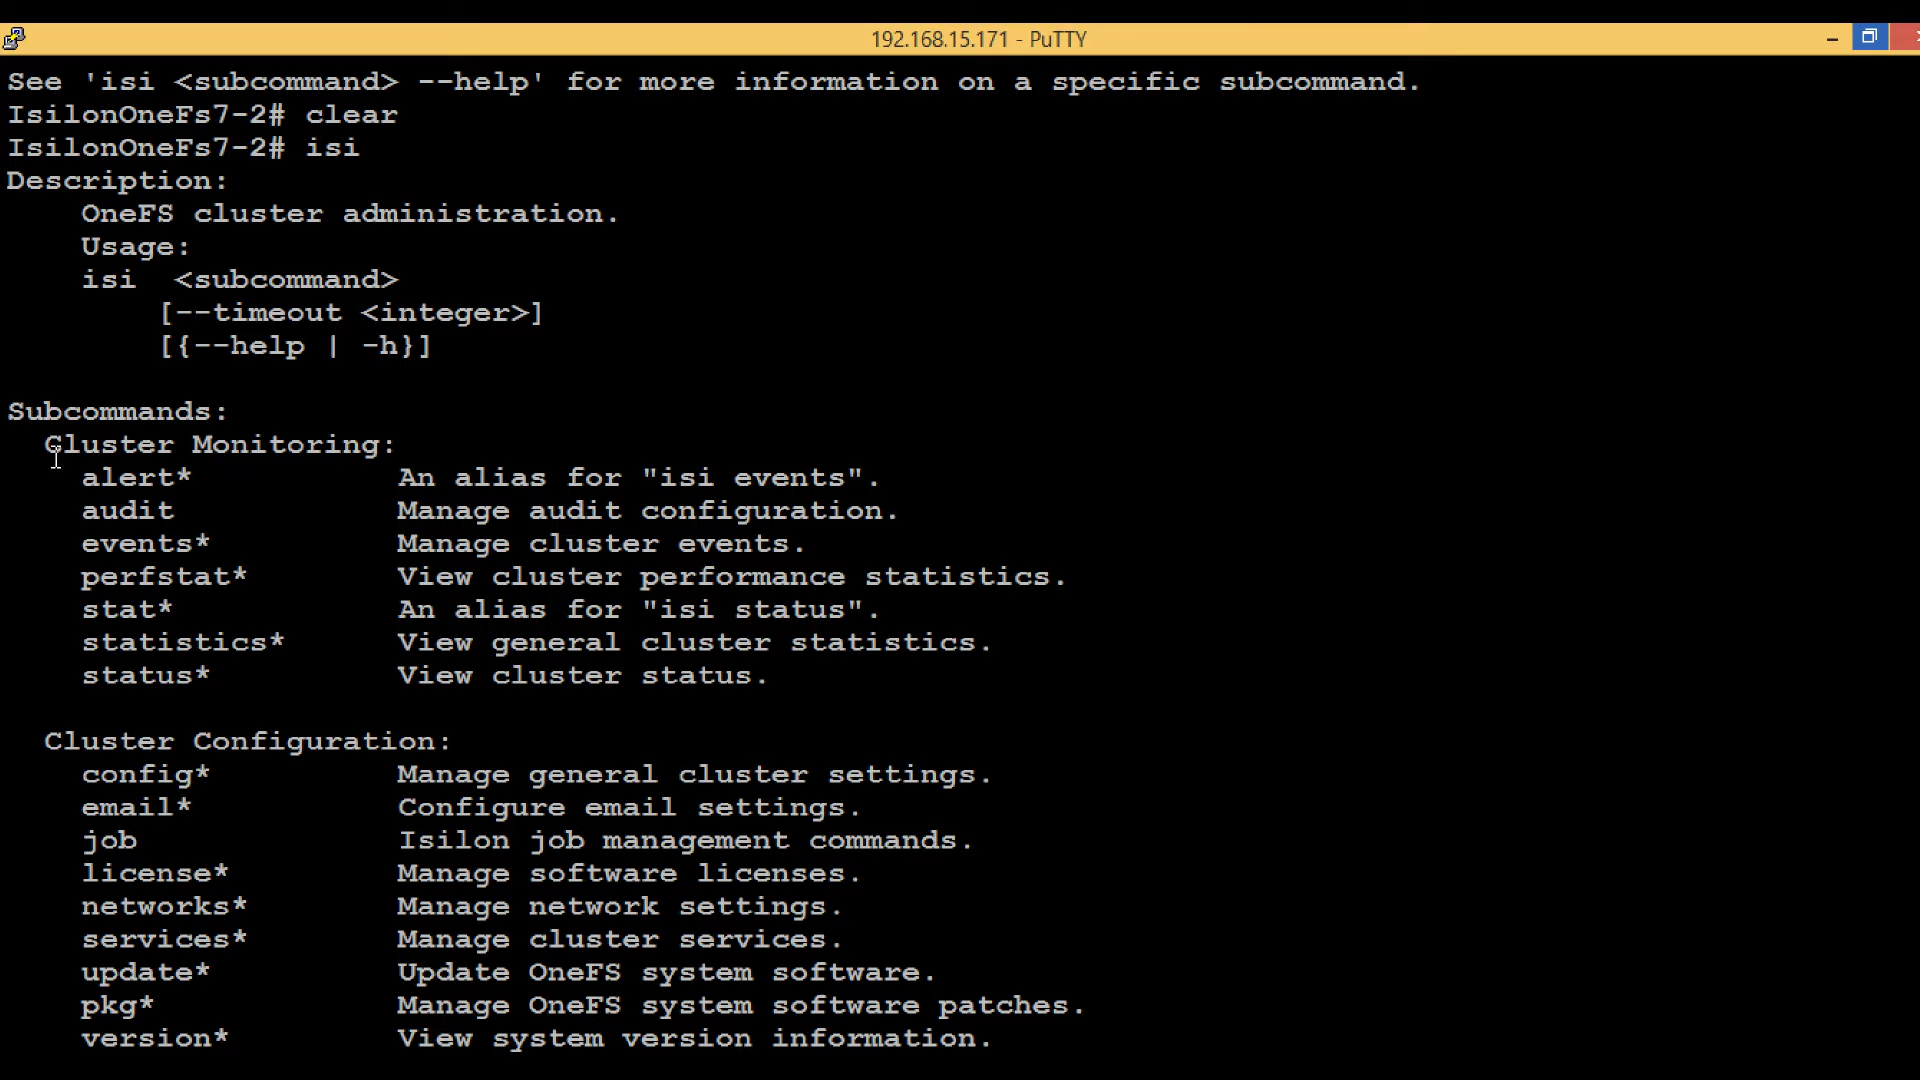 192.168.15.171 - PuTTY
See 'isi <subcommand> --help' for more information on a specific subcommand.
IsilonOneFs7-2# clear
IsilonOneFs7-2# isi
Description:
OneFS cluster administration.
Usage:
isi  <subcommand>
[--timeout <integer>]
[{--help | -h}]
Subcommands:
Cluster Monitoring:
alert*            An alias for "isi events".
audit             Manage audit configuration.
events*           Manage cluster events.
perfstat*         View cluster performance statistics.
stat*             An alias for "isi status".
statistics*       View general cluster statistics.
status*           View cluster status.
Cluster Configuration:
config*           Manage general cluster settings.
email*            Configure email settings.
job               Isilon job management commands.
license*          Manage software licenses.
networks*         Manage network settings.
services*         Manage cluster services.
update*           Update OneFS system software.
pkg*              Manage OneFS system software patches.
version*          View system version information.